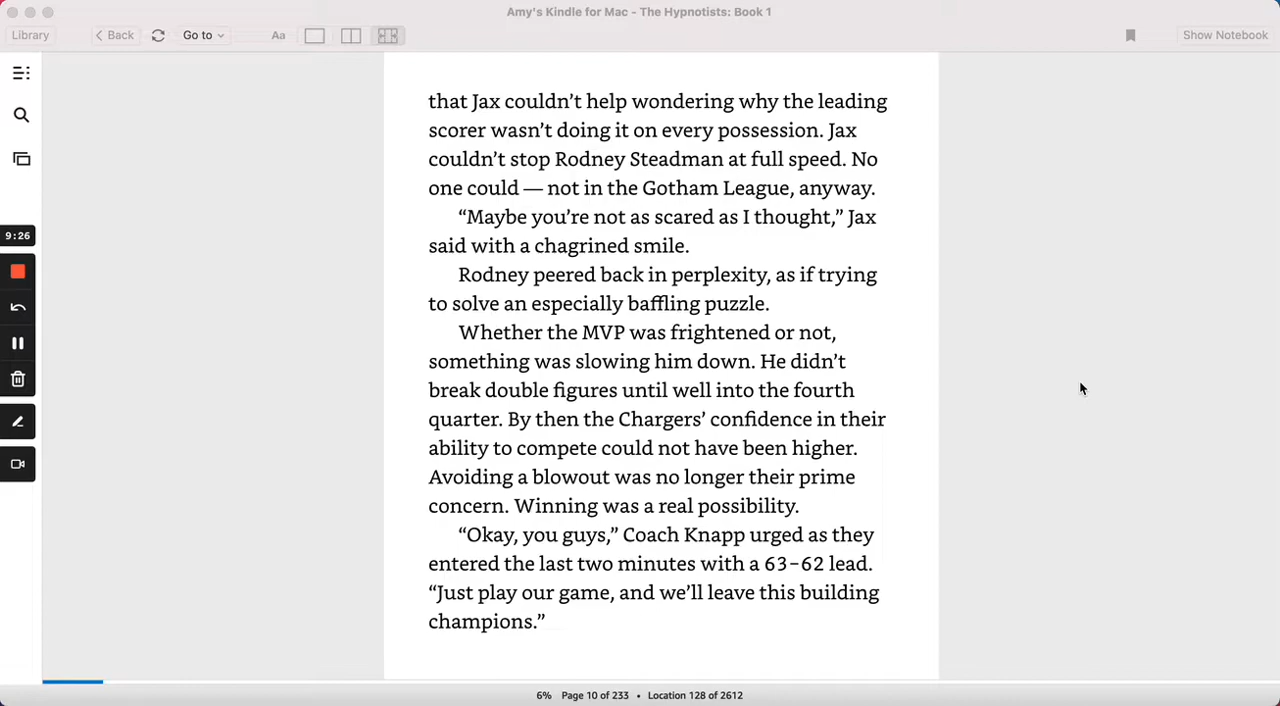 Amy's Kindle for Mac - The Hypnotists: Book 1
Library
Back
Go to
Aa
Show Notebook
9:26
that Jax couldn’t help wondering why the leading
scorer wasn’t doing it on every possession. Jax
couldn’t stop Rodney Steadman at full speed. No
one could — not in the Gotham League, anyway.
“Maybe you’re not as scared as I thought,” Jax
said with a chagrined smile.
Rodney peered back in perplexity, as if trying
to solve an especially baffling puzzle.
Whether the MVP was frightened or not,
something was slowing him down. He didn’t
break double figures until well into the fourth
quarter. By then the Chargers’ confidence in their
ability to compete could not have been higher.
Avoiding a blowout was no longer their prime
concern. Winning was a real possibility.
“Okay, you guys,” Coach Knapp urged as they
entered the last two minutes with a 63–62 lead.
“Just play our game, and we’ll leave this building
champions.”
6% Page 10 of 233 • Location 128 of 2612